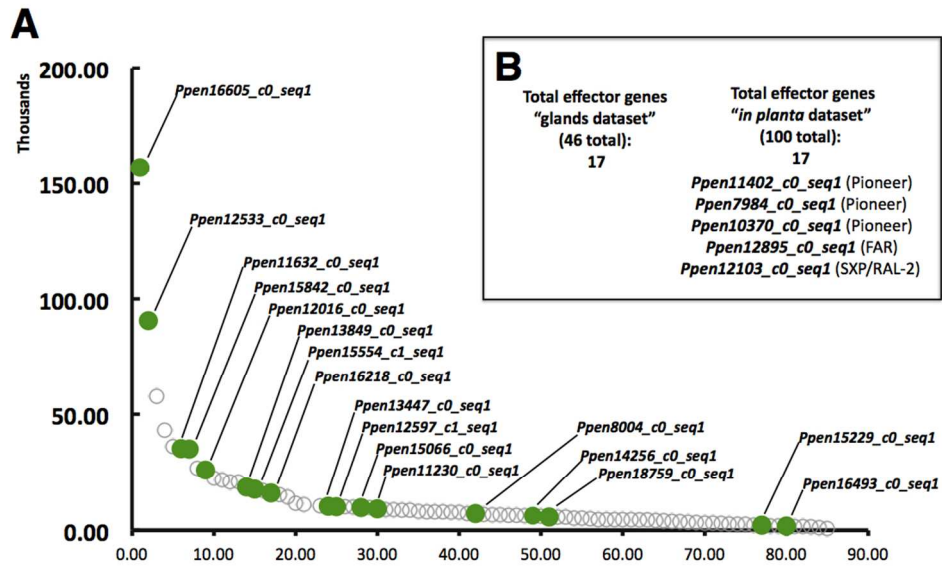 A
Thousands
200.00
150.00
100.00
50.00
0.00
0.00 10.00 20.00 30.00 40.00 50.00 60.00 70.00 80.00 90.00
Ppen16605_c0_seq1
Ppen12533_c0_seq1
Ppen11632_c0_seq1
Ppen15842_c0_seq1
Ppen12016_c0_seq1
Ppen13849_c0_seq1
Ppen15554_c1_seq1
Ppen16218_c0_seq1
Ppen13447_c0_seq1
Ppen12597_c1_seq1
Ppen15066_c0_seq1
Ppen11230_c0_seq1
Ppen8004_c0_seq1
Ppen14256_c0_seq1
Ppen18759_c0_seq1
Ppen15229_c0_seq1
Ppen16493_c0_seq1
B
Total effector genes
“glands dataset”
(46 total):
17
Total effector genes
“in planta dataset”
(100 total):
17
Ppen11402_c0_seq1 (Pioneer)
Ppen7984_c0_seq1 (Pioneer)
Ppen10370_c0_seq1 (Pioneer)
Ppen12895_c0_seq1 (FAR)
Ppen12103_c0_seq1 (SXP/RAL-2)